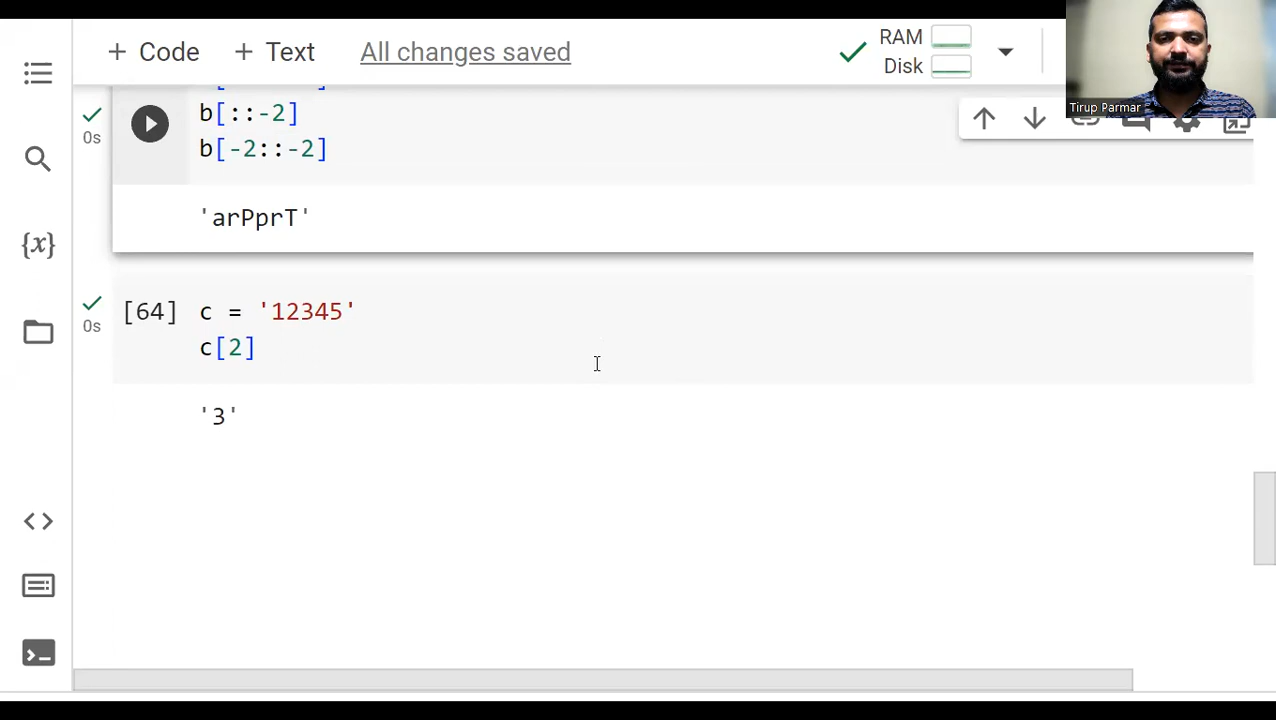 + Code + Text All changes saved
RAM
Disk
Tirup Parmar
b[::-2]
0s
b[-2::-2]
'arPprT'
{x}
[64] c = '12345'
0s
c[2]
'3'